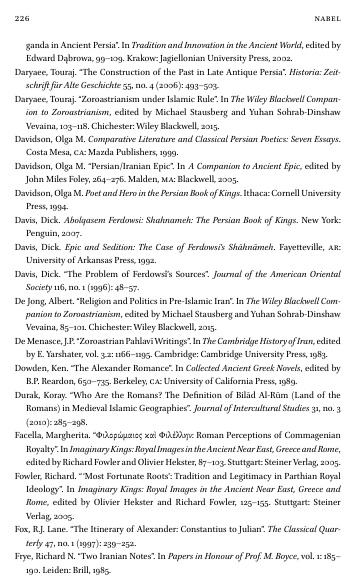 226 NABEL
ganda in Ancient Persia”. In Tradition and Innovation in the Ancient World, edited by
Edward Dąbrowa, 99–109. Krakow: Jagiellonian University Press, 2002.
Daryaee, Touraj. “The Construction of the Past in Late Antique Persia”. Historia: Zeit-
schrift für Alte Geschichte 55, no. 4 (2006): 493–503.
Daryaee, Touraj. “Zoroastrianism under Islamic Rule”. In The Wiley Blackwell Compan-
ion to Zoroastrianism, edited by Michael Stausberg and Yuhan Sohrab-Dinshaw
Vevaina, 103–118. Chichester: Wiley Blackwell, 2015.
Davidson, Olga M. Comparative Literature and Classical Persian Poetics: Seven Essays.
Costa Mesa, CA: Mazda Publishers, 1999.
Davidson, Olga M. “Persian/Iranian Epic”. In A Companion to Ancient Epic, edited by
John Miles Foley, 264–276. Malden, MA: Blackwell, 2005.
Davidson, Olga M. Poet and Hero in the Persian Book of Kings. Ithaca: Cornell University
Press, 1994.
Davis, Dick. Abolqasem Ferdowsi: Shahnameh: The Persian Book of Kings. New York:
Penguin, 2007.
Davis, Dick. Epic and Sedition: The Case of Ferdowsi’s Shāhnāmeh. Fayetteville, AR:
University of Arkansas Press, 1992.
Davis, Dick. “The Problem of Ferdowsi’s Sources”. Journal of the American Oriental
Society 116, no. 1 (1996): 48–57.
De Jong, Albert. “Religion and Politics in Pre-Islamic Iran”. In The Wiley Blackwell Com-
panion to Zoroastrianism, edited by Michael Stausberg and Yuhan Sohrab-Dinshaw
Vevaina, 85–101. Chichester: Wiley Blackwell, 2015.
De Menasce, J.P. “Zoroastrian Pahlavi Writings”. In The Cambridge History of Iran, edited
by E. Yarshater, vol. 3.2: 1166–1195. Cambridge: Cambridge University Press, 1983.
Dowden, Ken. “The Alexander Romance”. In Collected Ancient Greek Novels, edited by
B.P. Reardon, 650–735. Berkeley, CA: University of California Press, 1989.
Durak, Koray. “Who Are the Romans? The Definition of Bilād Al-Rūm (Land of the
Romans) in Medieval Islamic Geographies”. Journal of Intercultural Studies 31, no. 3
(2010): 285–298.
Facella, Margherita. “Φιλορώμαιος καὶ Φιλέλλην: Roman Perceptions of Commagenian
Royalty”. In Imaginary Kings: Royal Images in the Ancient Near East, Greece and Rome,
edited by Richard Fowler and Olivier Hekster, 87–103. Stuttgart: Steiner Verlag, 2005.
Fowler, Richard. “‘Most Fortunate Roots’: Tradition and Legitimacy in Parthian Royal
Ideology”. In Imaginary Kings: Royal Images in the Ancient Near East, Greece and
Rome, edited by Olivier Hekster and Richard Fowler, 125–155. Stuttgart: Steiner
Verlag, 2005.
Fox, R.J. Lane. “The Itinerary of Alexander: Constantius to Julian”. The Classical Quar-
terly 47, no. 1 (1997): 239–252.
Frye, Richard N. “Two Iranian Notes”. In Papers in Honour of Prof. M. Boyce, vol. 1: 185–
190. Leiden: Brill, 1985.